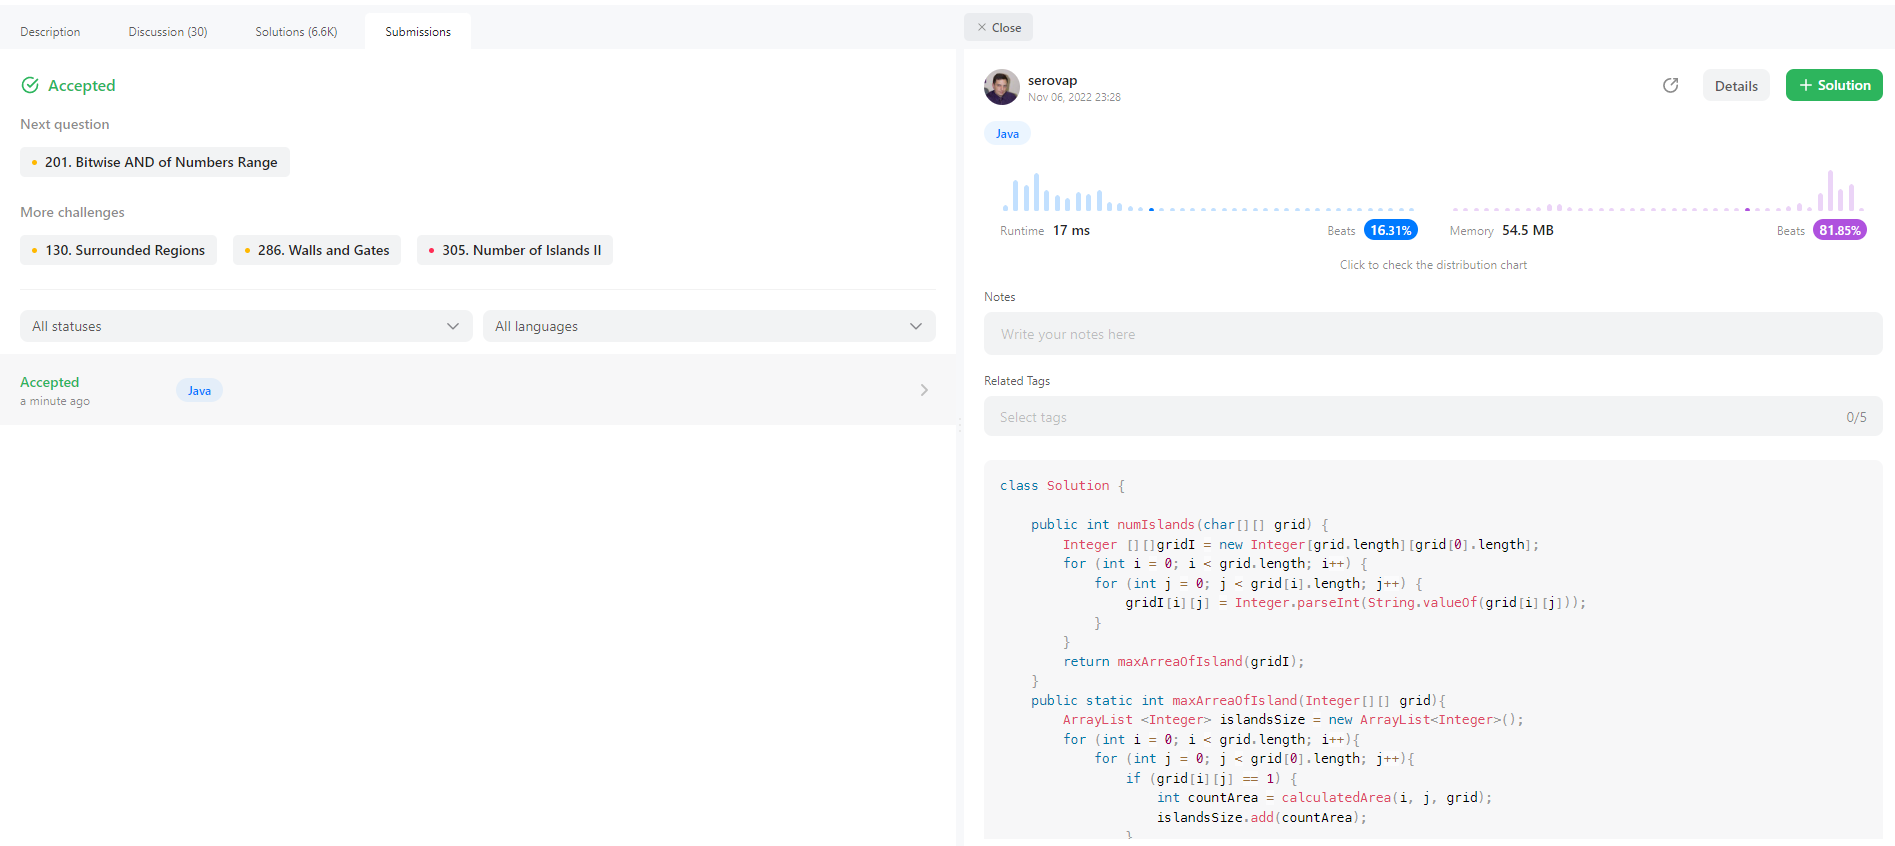 Description Discussion (30) Solutions (6.6K) Submissions
Accepted
Next question
201. Bitwise AND of Numbers Range
More challenges
130. Surrounded Regions 286. Walls and Gates 305. Number of Islands II
All statuses All languages
Accepted
a minute ago
Java
Close
serovap
Nov 06, 2022 23:28
Details + Solution
Java
Runtime 17 ms Beats 16.31% Memory 54.5 MB Beats 81.85%
Click to check the distribution chart
Notes
Write your notes here
Related Tags
Select tags 0/5
class Solution {
public int numIslands(char[][] grid) {
Integer [][]gridI = new Integer[grid.length][grid[0].length];
for (int i = 0; i < grid.length; i++) {
for (int j = 0; j < grid[i].length; j++) {
gridI[i][j] = Integer.parseInt(String.valueOf(grid[i][j]));
}
}
return maxArreaOfIsland(gridI);
}
public static int maxArreaOfIsland(Integer[][] grid){
ArrayList <Integer> islandsSize = new ArrayList<Integer>();
for (int i = 0; i < grid.length; i++){
for (int j = 0; j < grid[0].length; j++){
if (grid[i][j] == 1) {
int countArea = calculatedArea(i, j, grid);
islandsSize.add(countArea);
}